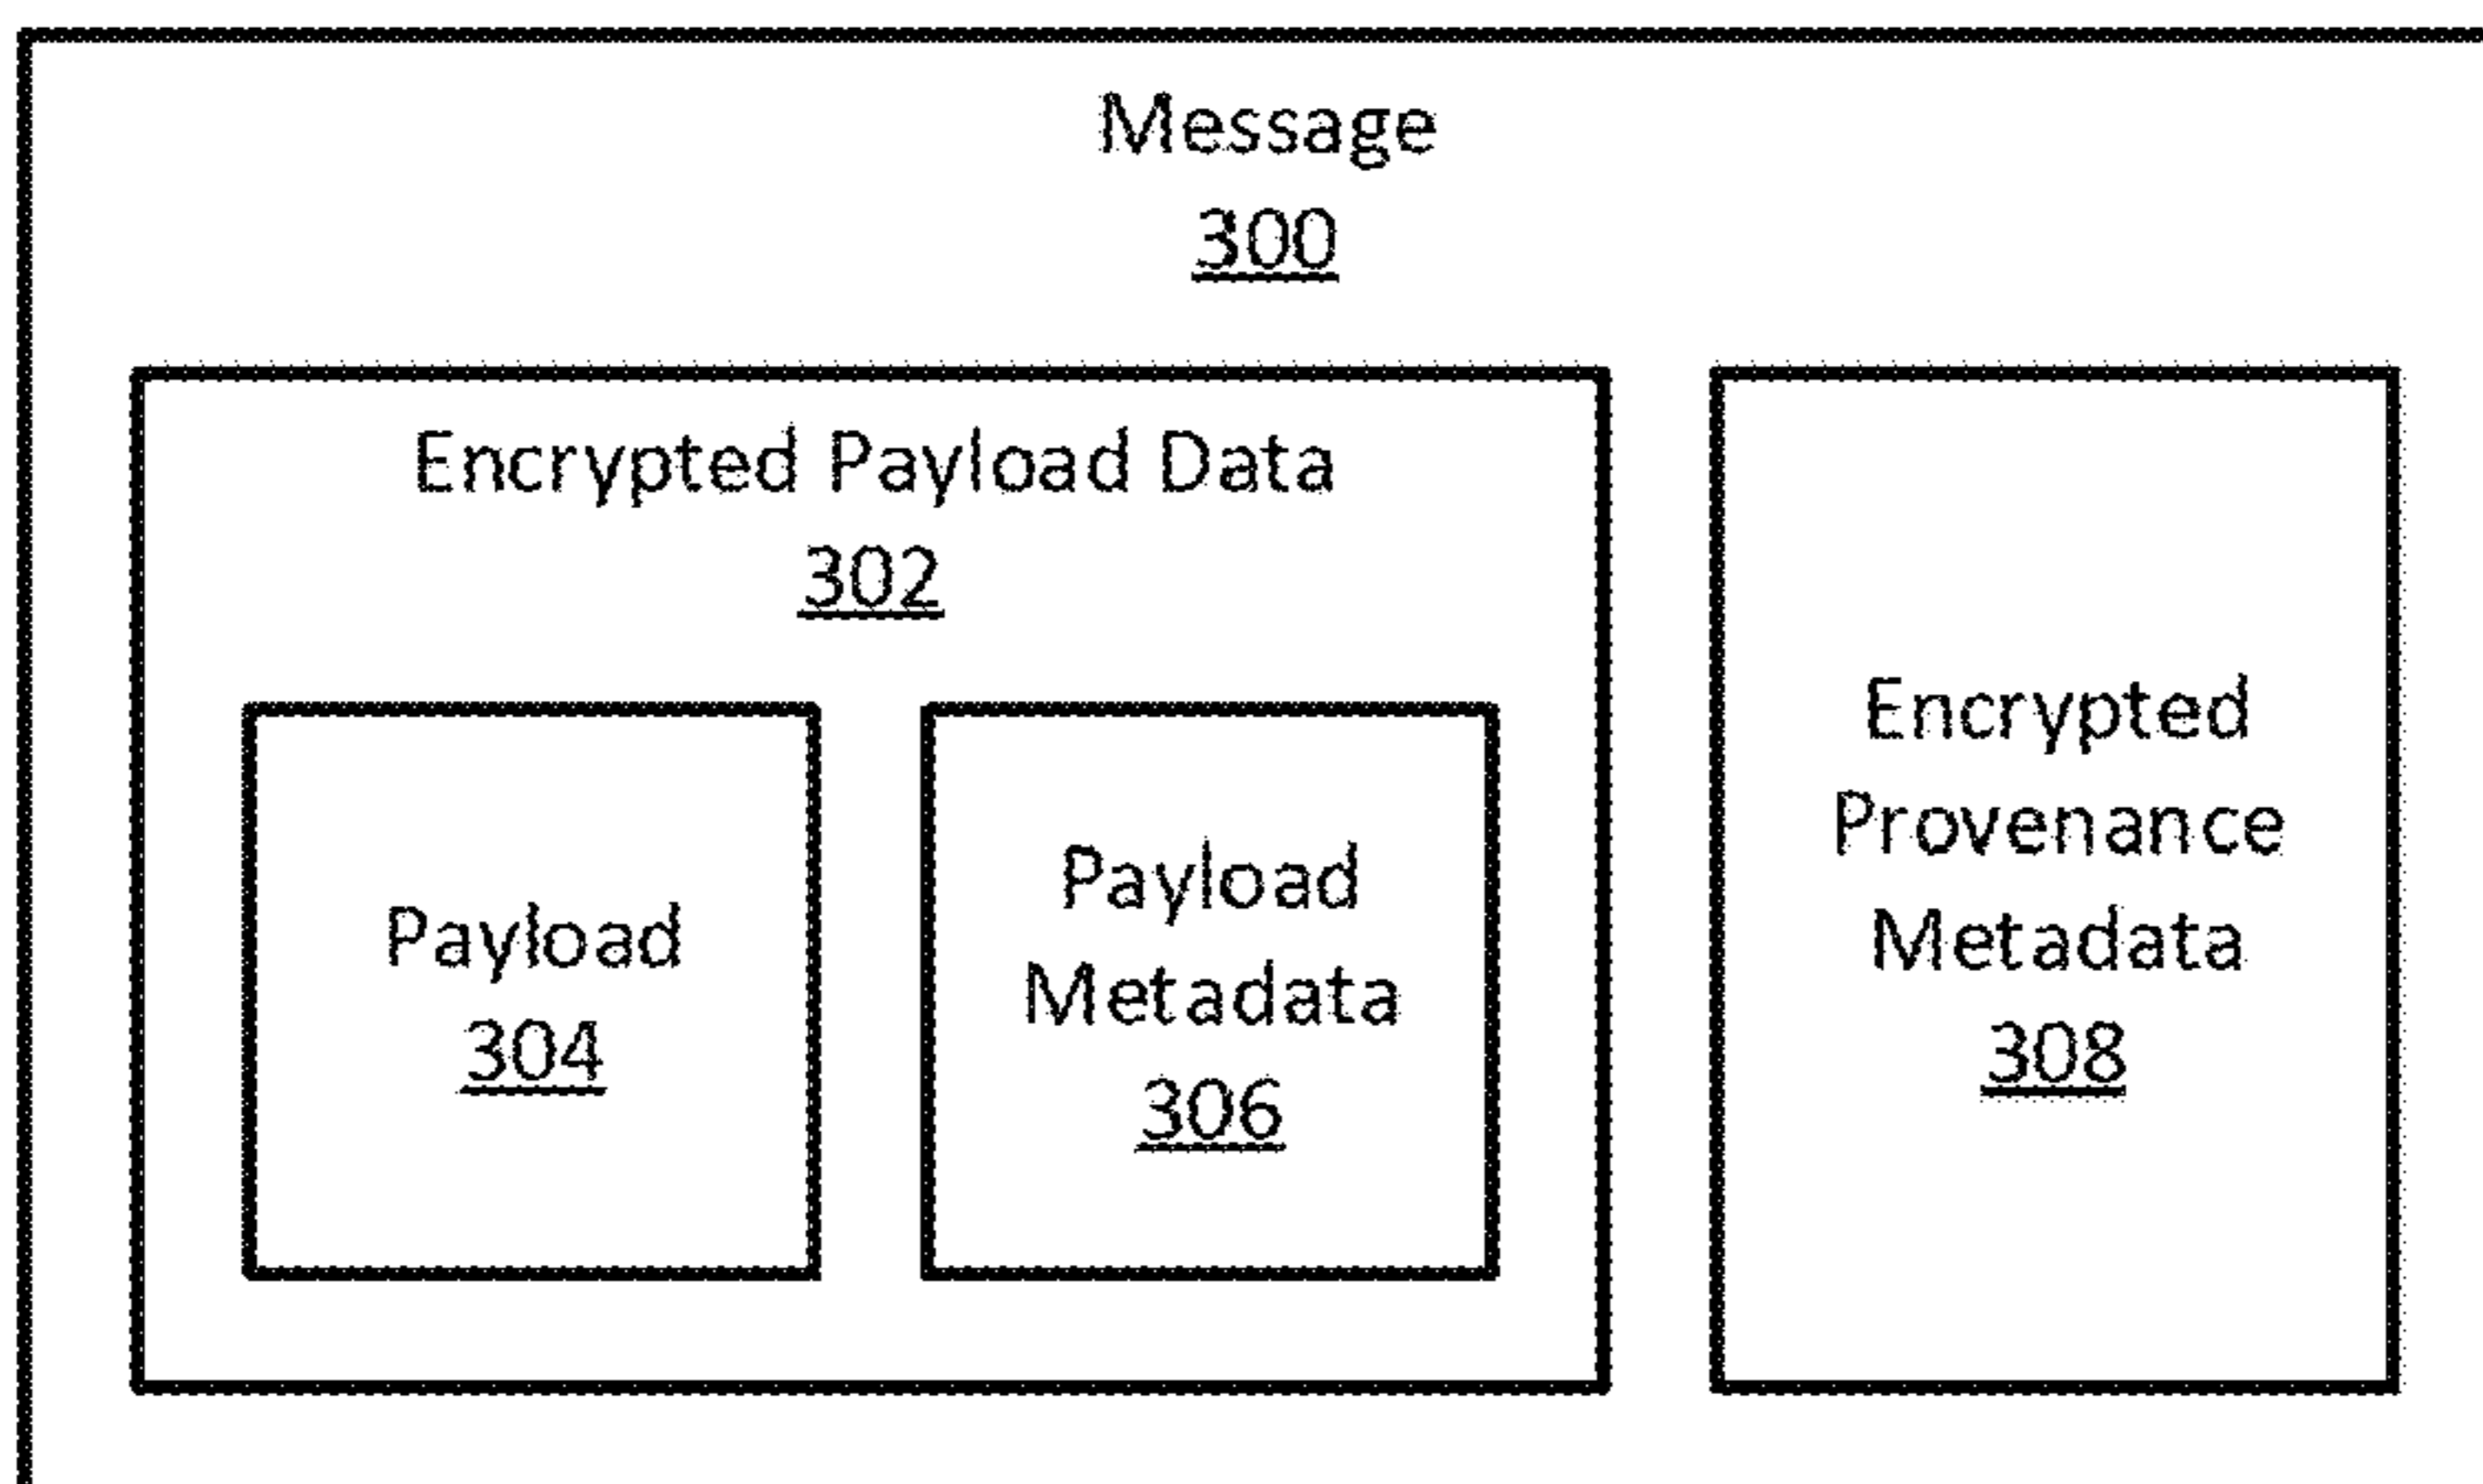 Message
300
Encrypted Payload Data
302
Payload
304
Payload
Metadata
306
Encrypted
Provenance
Metadata
308